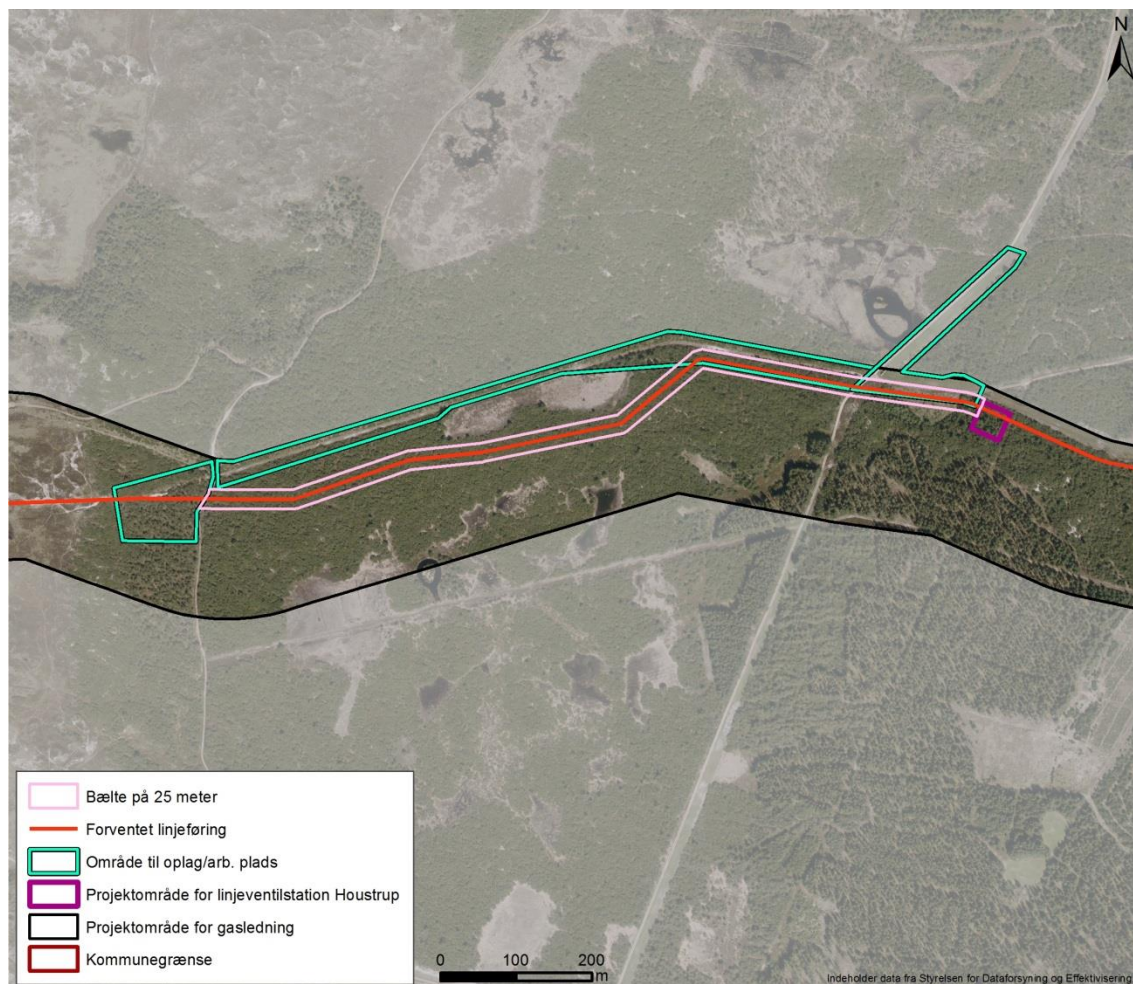 N
Bælte på 25 meter
Forventet linjeføring
Område til oplag/arb. plads
Projektområde for linjeventilstation Houstrup
Projektområde for gasledning
Kommunegrænse
0 100 200
m
Indeholder data fra Styrelsen for Dataforsyning og Effektivisering